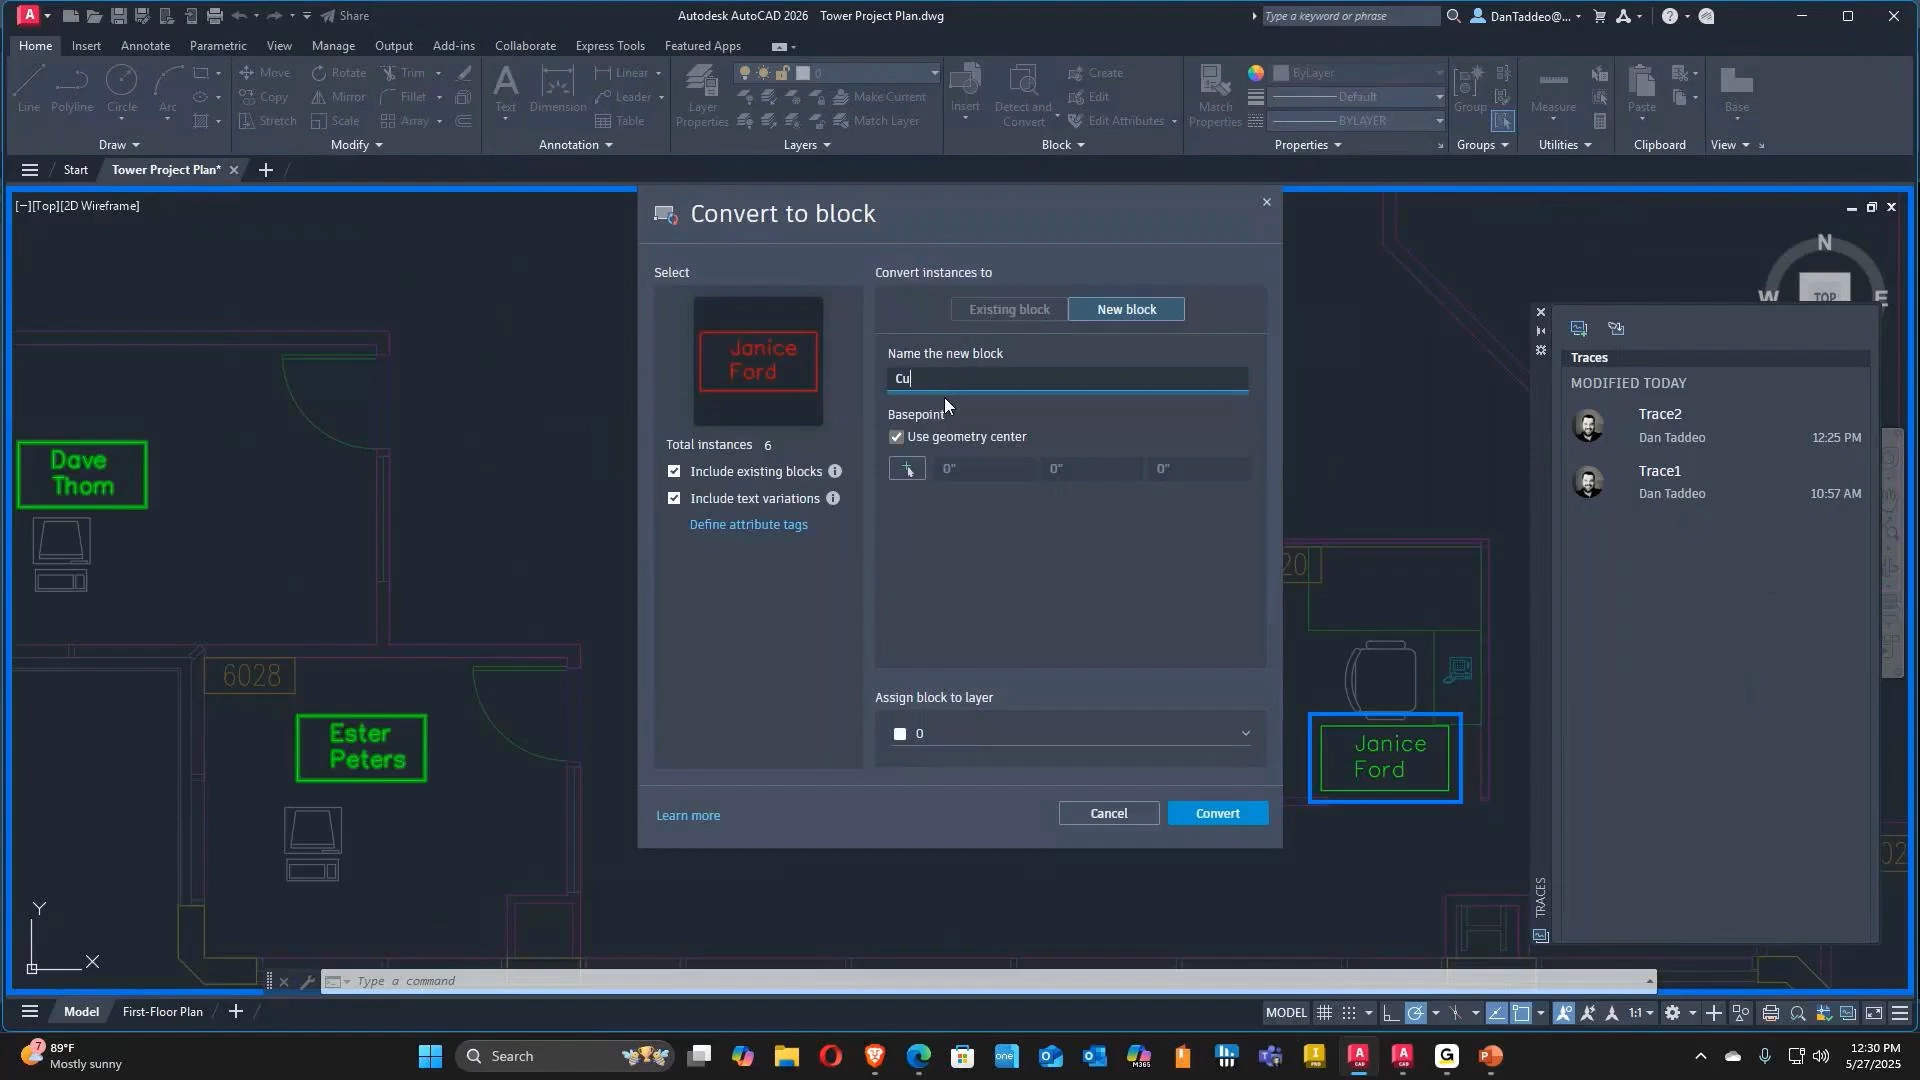 Share
Autodesk AutoCAD 2026 Tower Project Plan.dwg
Type a keyword or phrase
DanTaddeo@...
Home Insert Annotate Parametric View Manage Output Add-ins Collaborate Express Tools Featured Apps
Line Polyline Circle Arc
Move Rotate Trim
Copy Mirror Fillet
Stretch Scale Array
Text Dimension
Linear
Leader
Table
Layer Properties
0
Make Current
Match Layer
Insert
Detect and Convert
Create
Edit
Edit Attributes
Match Properties
ByLayer
Default
BYLAYER
Group
Measure
Paste
Base
Draw Modify Annotation Layers Block Properties Groups Utilities Clipboard View
Start Tower Project Plan*
[−][Top][2D Wireframe]
N
W TOP E
Convert to block
Select
Convert instances to
Existing block New block
Janice
Ford
Name the new block
Cu
Basepoint
Use geometry center
0" 0" 0"
Total instances 6
Include existing blocks
Include text variations
Define attribute tags
Assign block to layer
0
Learn more
Cancel Convert
Dave
Thom
6028
Ester
Peters
20
Janice
Ford
02
Traces
MODIFIED TODAY
Trace2
Dan Taddeo 12:25 PM
Trace1
Dan Taddeo 10:57 AM
TRACES
Y
X
Type a command
Model First-Floor Plan
MODEL
1:1
7
89°F
Mostly sunny
Search
12:30 PM
5/27/2025